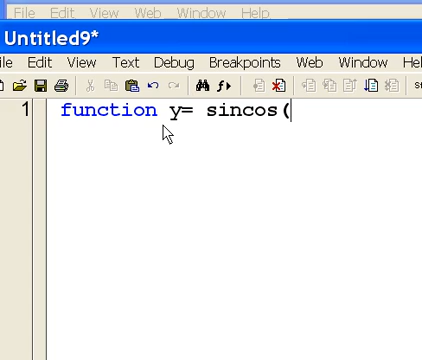 File Edit View Web Window Help
Untitled9*
ile Edit View Text Debug Breakpoints Web Window Hel
1 function y= sincos(